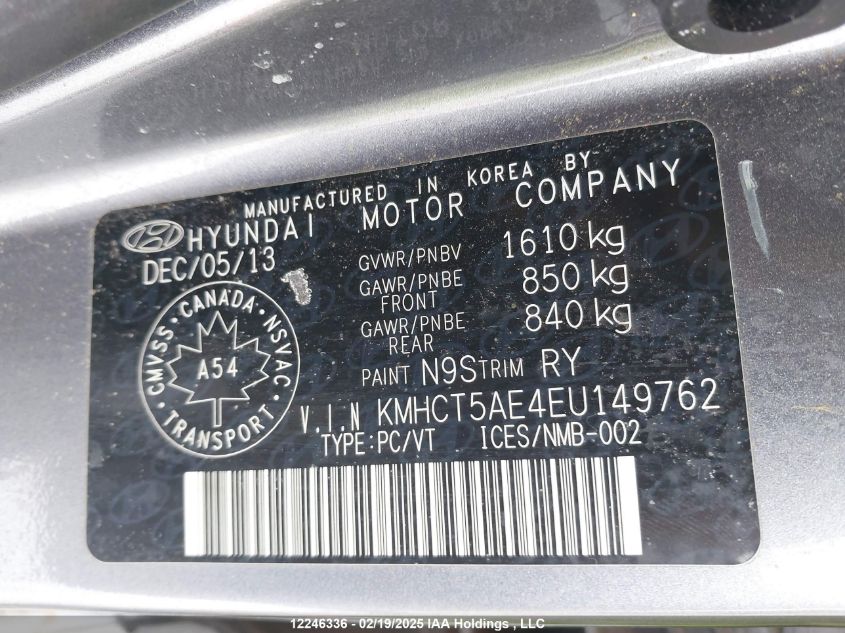 MANUFACTURED IN KOREA BY
HYUNDAI MOTOR COMPANY
DEC/05/13
GVWR/PNBV 1610 kg
GAWR/PNBE FRONT 850 kg
GAWR/PNBE REAR 840 kg
PAINT N9S TRIM RY
CMVSS · CANADA · NSVAC · TRANSPORT
A54
V.I.N KMHCT5AE4EU149762
TYPE:PC/VT ICES/NMB-002
12246336 - 02/19/2025 IAA Holdings , LLC